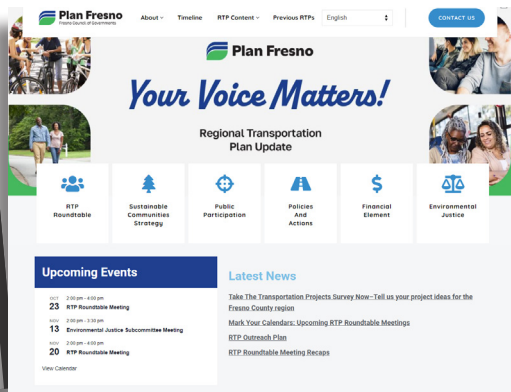 Plan Fresno
Fresno Council of Governments
About
Timeline
RTP Content
Previous RTPs
English
CONTACT US
Plan Fresno
Your Voice Matters!
Regional Transportation
Plan Update
RTP
Roundtable
Sustainable
Communities
Strategy
Public
Participation
Policies
And
Actions
Financial
Element
Environmental
Justice
Upcoming Events
OCT
23
2:00 pm - 4:00 pm
RTP Roundtable Meeting
NOV
13
2:00 pm - 3:30 pm
Environmental Justice Subcommittee Meeting
NOV
20
2:00 pm - 4:00 pm
RTP Roundtable Meeting
View Calendar
Latest News
Take The Transportation Projects Survey Now–Tell us your project ideas for the
Fresno County region
Mark Your Calendars: Upcoming RTP Roundtable Meetings
RTP Outreach Plan
RTP Roundtable Meeting Recaps